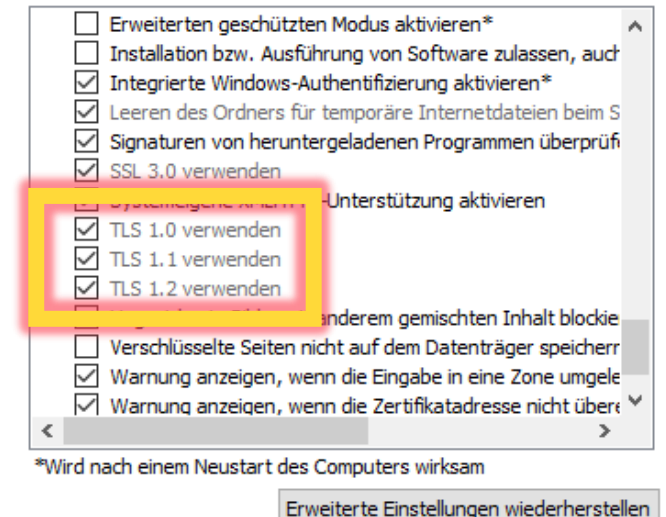 Erweiterten geschützten Modus aktivieren*
Installation bzw. Ausführung von Software zulassen, auch
Integrierte Windows-Authentifizierung aktivieren*
Leeren des Ordners für temporäre Internetdateien beim S
Signaturen von heruntergeladenen Programmen überprüf
SSL 3.0 verwenden
-Unterstützung aktivieren
TLS 1.0 verwenden
TLS 1.1 verwenden
TLS 1.2 verwenden
anderem gemischten Inhalt blockie
Verschlüsselte Seiten nicht auf dem Datenträger speichern
Warnung anzeigen, wenn die Eingabe in eine Zone umgele
Warnung anzeigen, wenn die Zertifikatadresse nicht übere
*Wird nach einem Neustart des Computers wirksam
Erweiterte Einstellungen wiederherstellen